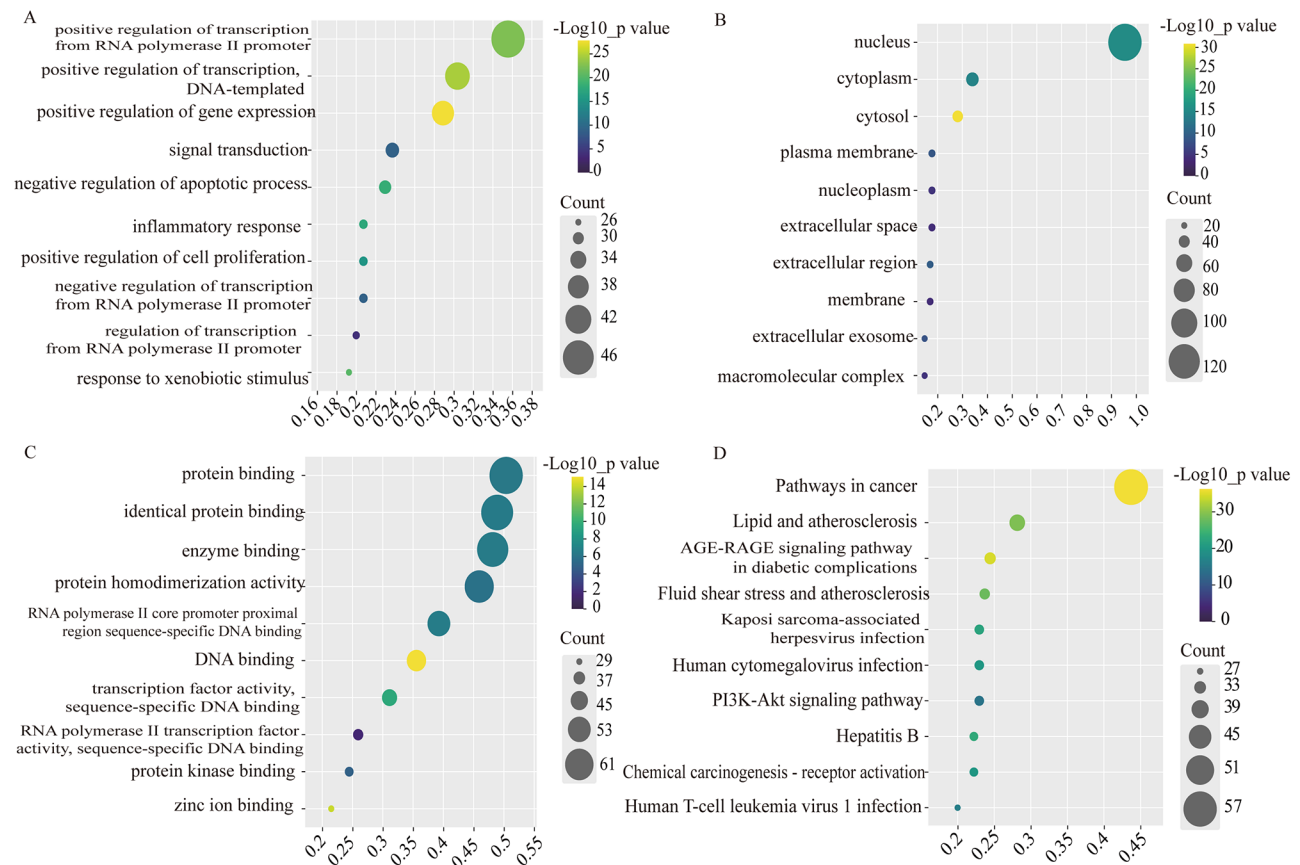 A
positive regulation of transcription
from RNA polymerase II promoter
positive regulation of transcription,
DNA-templated
positive regulation of gene expression
signal transduction
negative regulation of apoptotic process
inflammatory response
positive regulation of cell proliferation
negative regulation of transcription
from RNA polymerase II promoter
regulation of transcription
from RNA polymerase II promoter
response to xenobiotic stimulus
0.16 0.18 0.2 0.22 0.24 0.26 0.28 0.3 0.32 0.34 0.36 0.38
-Log10_p value
25
20
15
10
5
0
Count
26
30
34
38
42
46
B
nucleus
cytoplasm
cytosol
plasma membrane
nucleoplasm
extracellular space
extracellular region
membrane
extracellular exosome
macromolecular complex
0.2 0.3 0.4 0.5 0.6 0.7 0.8 0.9 1.0
-Log10_p value
30
25
20
15
10
5
0
Count
20
40
60
80
100
120
C
protein binding
identical protein binding
enzyme binding
protein homodimerization activity
RNA polymerase II core promoter proximal
region sequence-specific DNA binding
DNA binding
transcription factor activity,
sequence-specific DNA binding
RNA polymerase II transcription factor
activity, sequence-specific DNA binding
protein kinase binding
zinc ion binding
0.2 0.25 0.3 0.35 0.4 0.45 0.5 0.55
-Log10_p value
14
12
10
8
6
4
2
0
Count
29
37
45
53
61
D
Pathways in cancer
Lipid and atherosclerosis
AGE-RAGE signaling pathway
in diabetic complications
Fluid shear stress and atherosclerosis
Kaposi sarcoma-associated
herpesvirus infection
Human cytomegalovirus infection
PI3K-Akt signaling pathway
Hepatitis B
Chemical carcinogenesis - receptor activation
Human T-cell leukemia virus 1 infection
0.2 0.25 0.3 0.35 0.4 0.45
-Log10_p value
30
20
10
0
Count
27
33
39
45
51
57